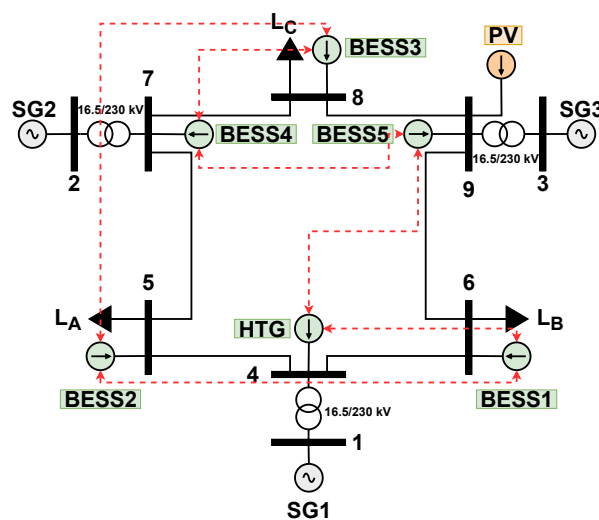 L_C
BESS3
PV
7
8
SG2
16.5/230 kV
BESS4
BESS5
SG3
16.5/230 kV
2
9
3
5
6
L_A
HTG
L_B
4
BESS2
BESS1
16.5/230 kV
1
SG1